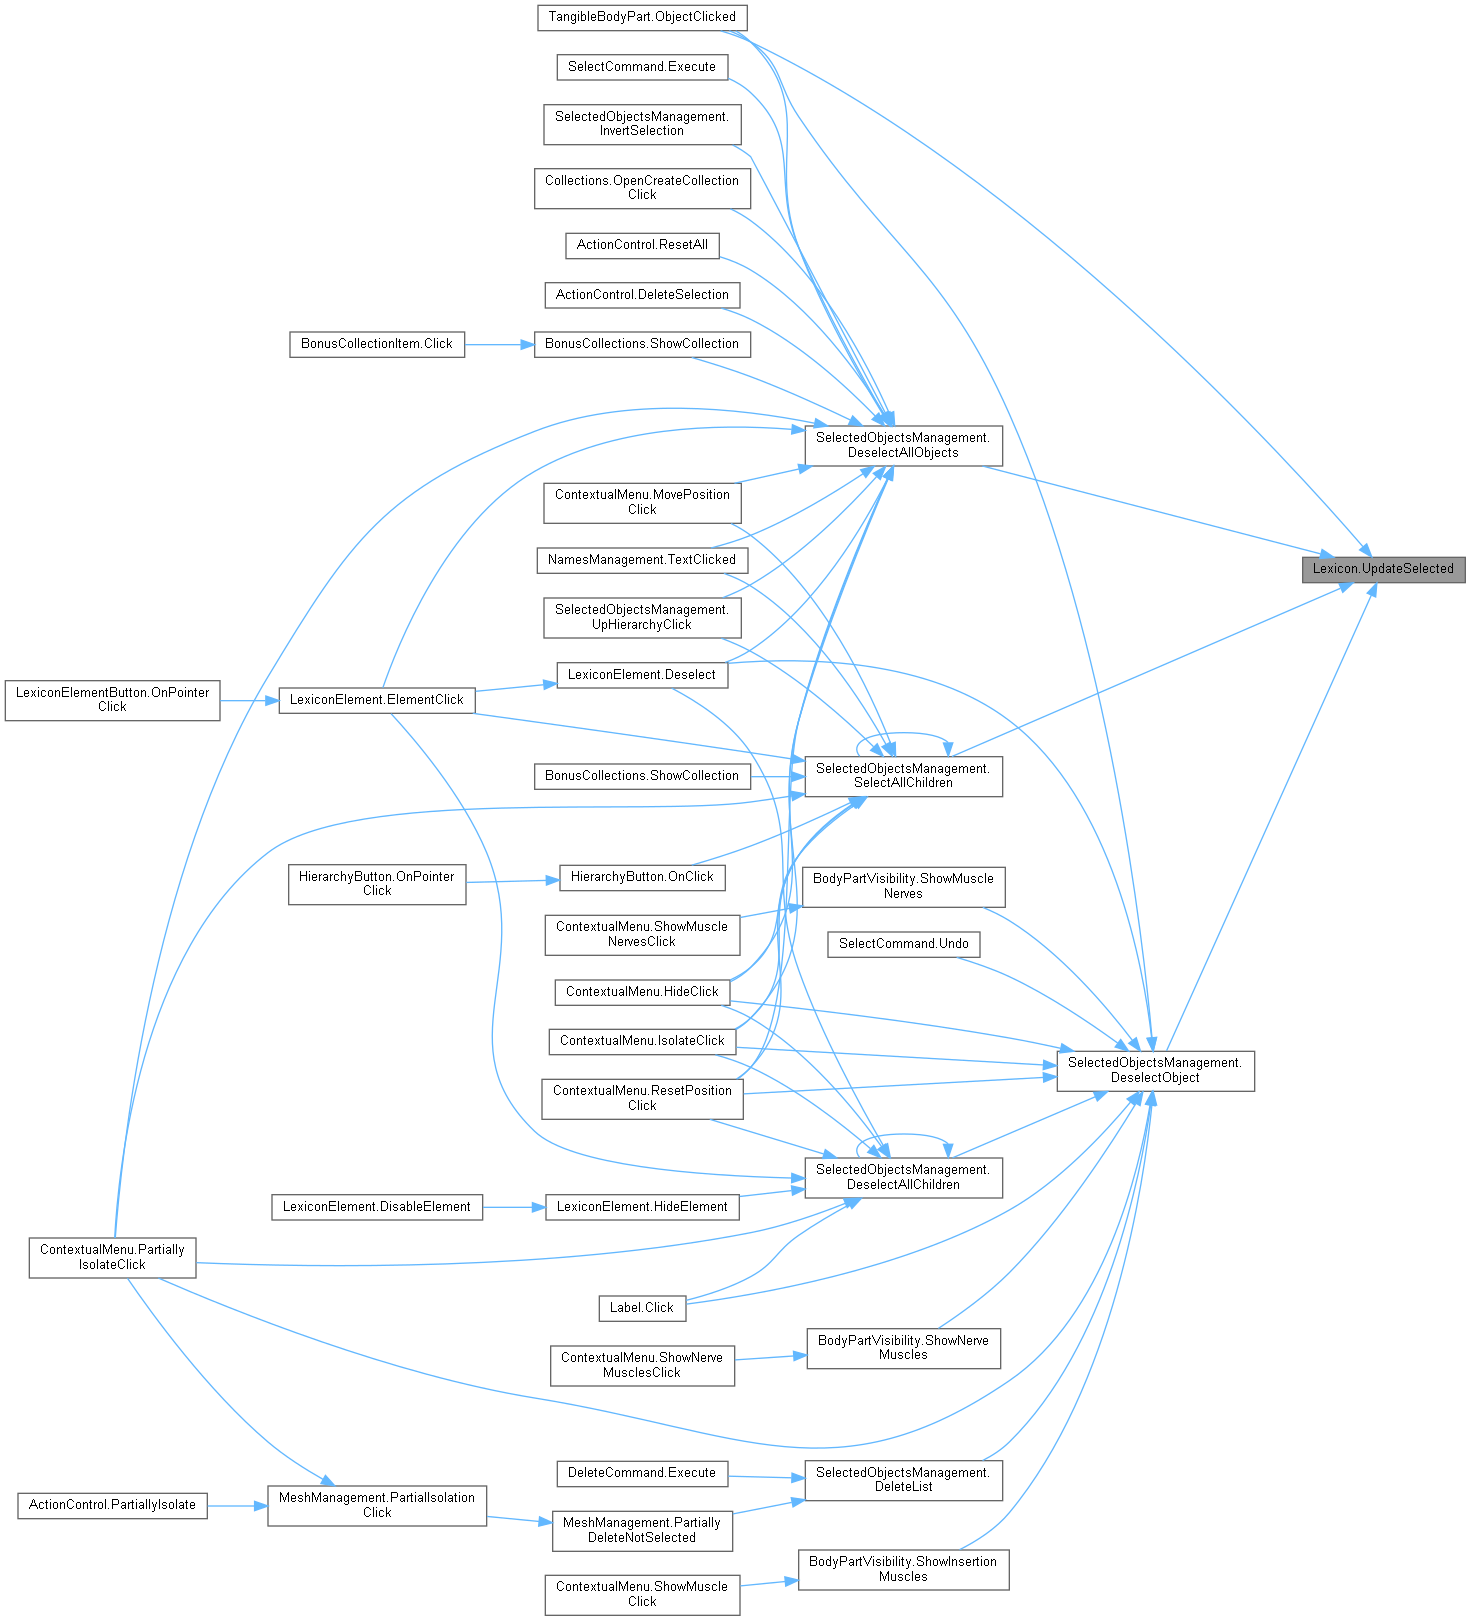 TangibleBodyPart.ObjectClicked
SelectCommand.Execute
SelectedObjectsManagement.
InvertSelection
Collections.OpenCreateCollection
Click
ActionControl.ResetAll
ActionControl.DeleteSelection
BonusCollectionItem.Click
BonusCollections.ShowCollection
SelectedObjectsManagement.
DeselectAllObjects
ContextualMenu.MovePosition
Click
NamesManagement.TextClicked
Lexicon.UpdateSelected
SelectedObjectsManagement.
UpHierarchyClick
LexiconElement.Deselect
LexiconElementButton.OnPointer
Click
LexiconElement.ElementClick
BonusCollections.ShowCollection
SelectedObjectsManagement.
SelectAllChildren
HierarchyButton.OnPointer
Click
HierarchyButton.OnClick
BodyPartVisibility.ShowMuscle
Nerves
ContextualMenu.ShowMuscle
NervesClick
SelectCommand.Undo
ContextualMenu.HideClick
ContextualMenu.IsolateClick
SelectedObjectsManagement.
DeselectObject
ContextualMenu.ResetPosition
Click
SelectedObjectsManagement.
DeselectAllChildren
LexiconElement.DisableElement
LexiconElement.HideElement
ContextualMenu.Partially
IsolateClick
Label.Click
BodyPartVisibility.ShowNerve
Muscles
ContextualMenu.ShowNerve
MusclesClick
DeleteCommand.Execute
SelectedObjectsManagement.
DeleteList
ActionControl.PartiallyIsolate
MeshManagement.PartialIsolation
Click
MeshManagement.Partially
DeleteNotSelected
BodyPartVisibility.ShowInsertion
Muscles
ContextualMenu.ShowMuscle
Click